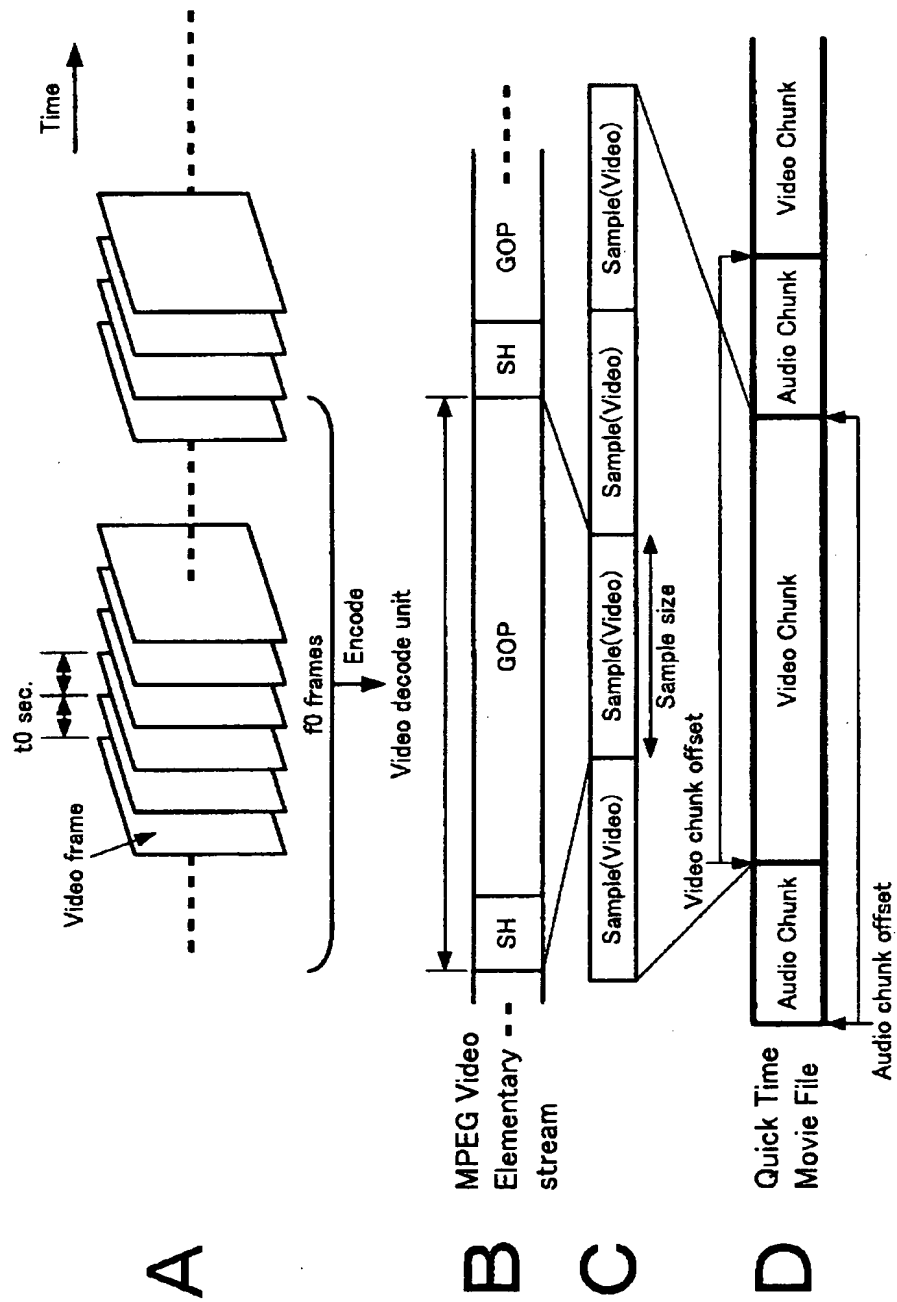 A
Time
t0 sec.
Video frame
f0 frames
Encode
Video decode unit
B
MPEG Video
Elementary
stream
SH
GOP
SH
GOP
C
Sample(Video)
Sample(Video)
Sample(Video)
Sample(Video)
Sample size
Video chunk offset
D
Quick Time
Movie File
Audio Chunk
Video Chunk
Audio Chunk
Video Chunk
Audio chunk offset